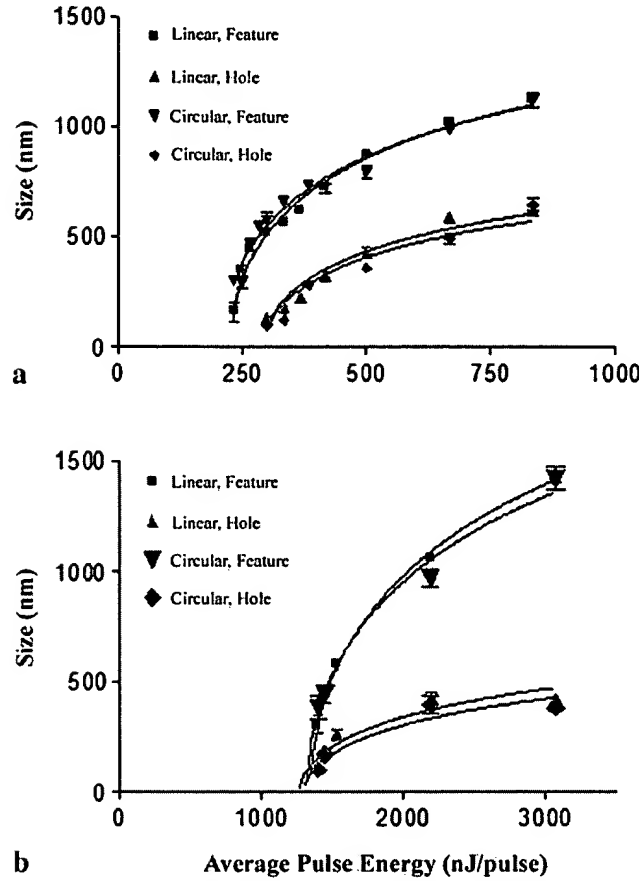 1500
Linear, Feature
Linear, Hole
Circular, Feature
Circular, Hole
1000
Size (nm)
500
0
a
0 250 500 750 1000
1500
Linear, Feature
Linear, Hole
Circular, Feature
Circular, Hole
1000
Size (nm)
500
0
0 1000 2000 3000
b Average Pulse Energy (nJ/pulse)